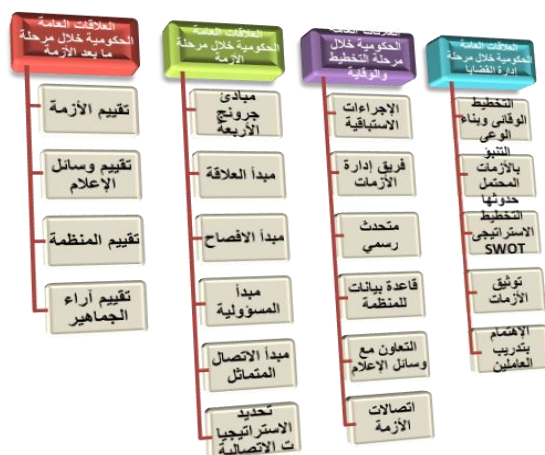 العلاقات العامة
الحكومية خلال مرحلة
إدارة القضايا
التخطيط
الوقائي وبناء
الوعي
التنبؤ
بالأزمات
المحتمل
حدوثها
التخطيط
الاستراتيجي
SWOT
توثيق
الأزمات
الإهتمام
بتدريب
العاملين
العلاقات العامة
الحكومية خلال
مرحلة التخطيط
والوقاية
الاجراءات
الاستباقية
فريق إدارة
الأزمات
متحدث
رسمي
قاعدة بيانات
للمنظمة
التعاون مع
وسائل الإعلام
اتصالات
الأزمة
العلاقات العامة
الحكومية خلال مرحلة
الأزمة
مبادئ
جرونج
الأربعة
مبدأ العلاقة
مبدأ الافصاح
مبدأ
المسؤولية
مبدأ الاتصال
المتماثل
تحديد
الاستراتيجيا
ت الاتصالية
العلاقات العامة
الحكومية خلال مرحلة
ما بعد الأزمة
تقييم الأزمة
تقييم وسائل
الإعلام
تقييم المنظمة
تقييم آراء
الجماهير